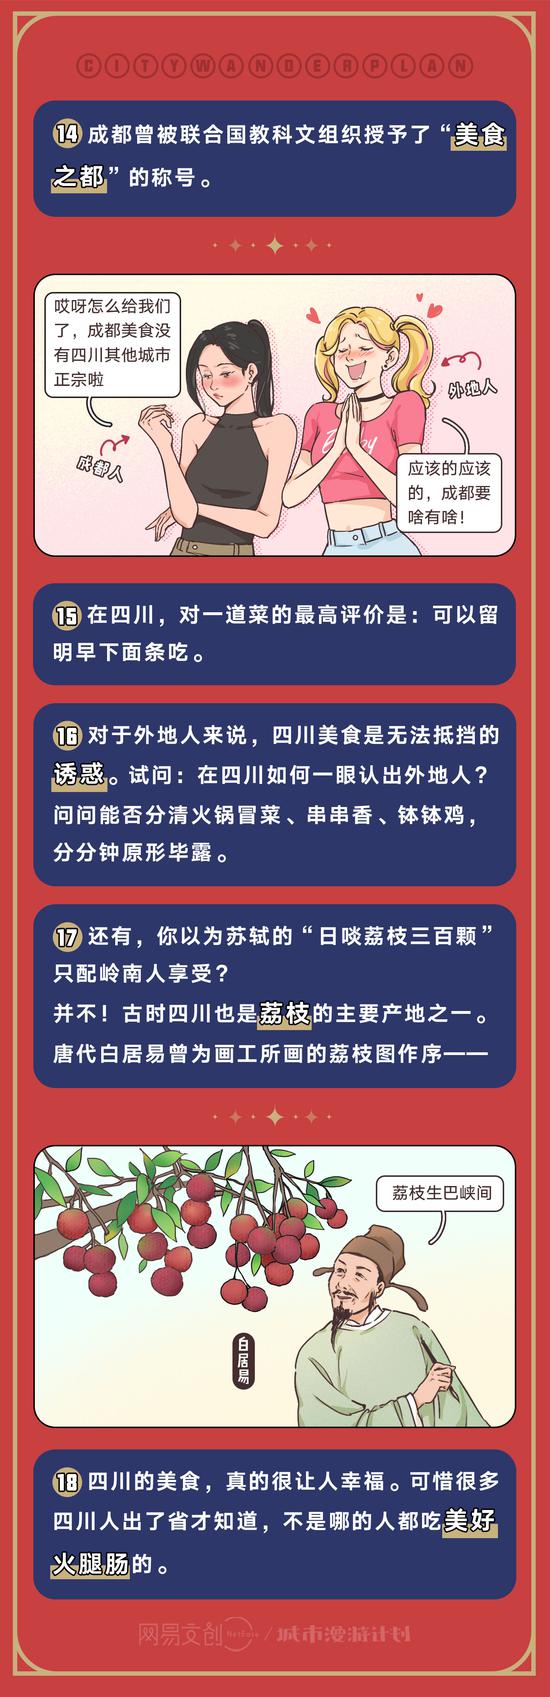 CITYWANDERPLAN
14 成都曾被联合国教科文组织授予了“美食
之都”的称号。
哎呀怎么给我们
了，成都美食没
有四川其他城市
正宗啦
成都人
外地人
Baby
应该的应该
的，成都要
啥有啥！
15 在四川，对一道菜的最高评价是：可以留
明早下面条吃。
16 对于外地人来说，四川美食是无法抵挡的
诱惑。试问：在四川如何一眼认出外地人？
问问能否分清火锅冒菜、串串香、钵钵鸡，
分分钟原形毕露。
17 还有，你以为苏轼的“日啖荔枝三百颗”
只配岭南人享受？
并不！古时四川也是荔枝的主要产地之一。
唐代白居易曾为画工所画的荔枝图作序——
荔枝生巴峡间
白居易
18 四川的美食，真的很让人幸福。可惜很多
四川人出了省才知道，不是哪的人都吃美好
火腿肠的。
网易文创 NetEase / 城市漫游计划